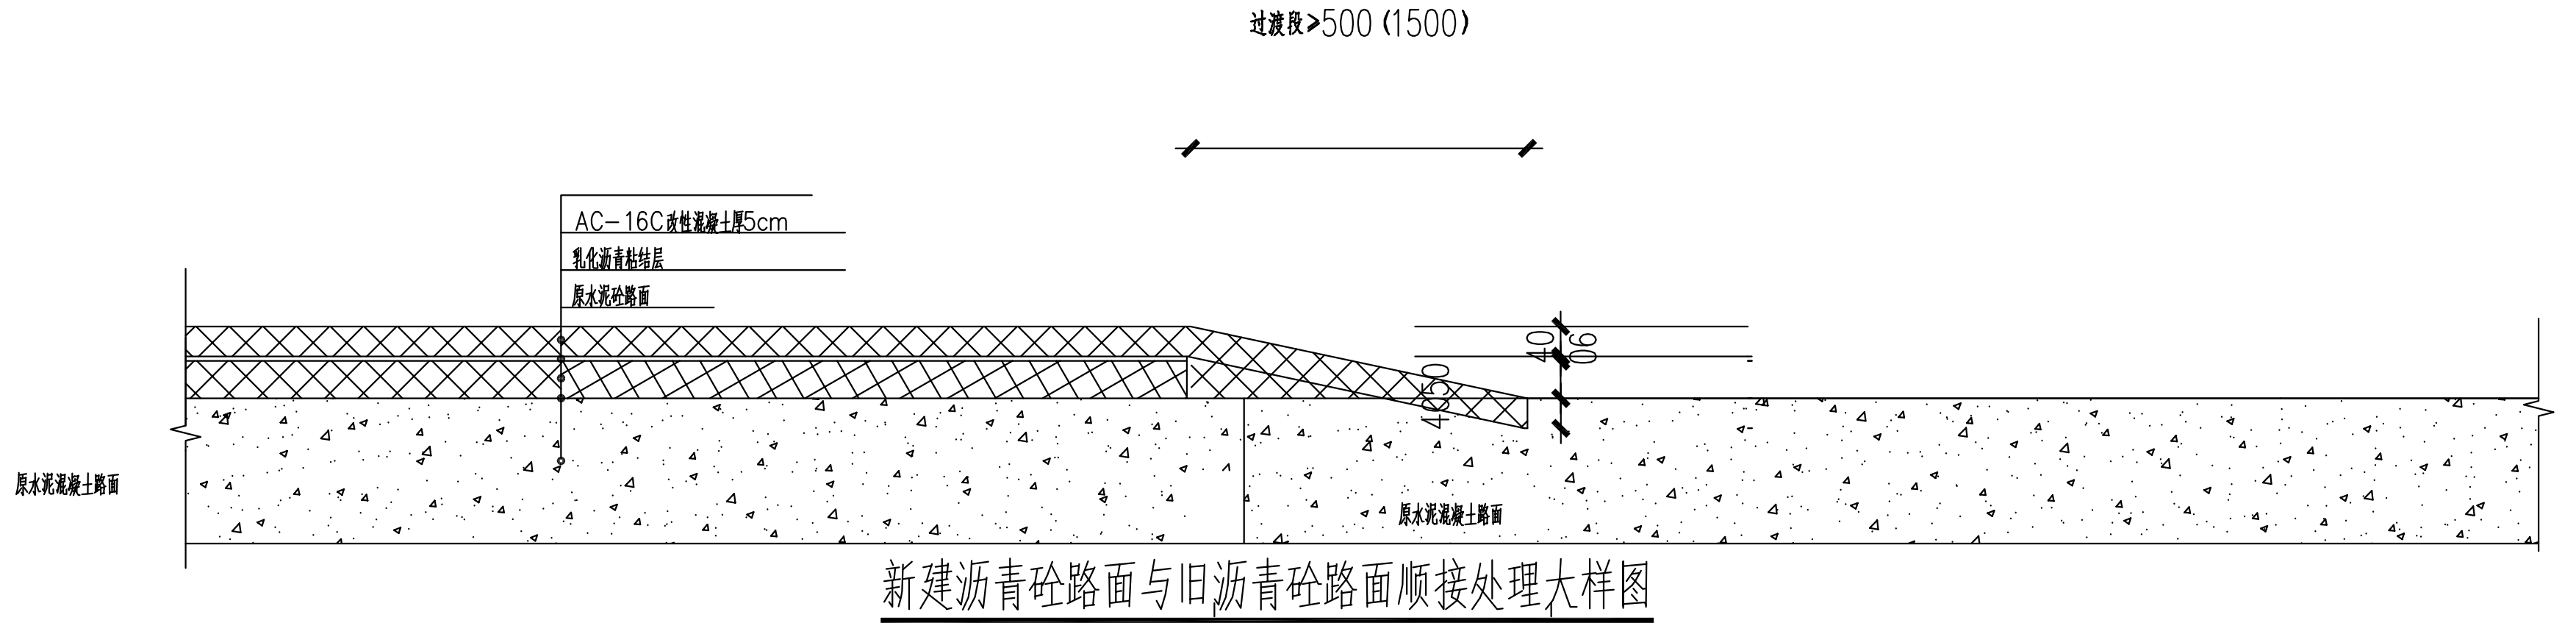 过渡段>500 (1500)
AC-16C改性混凝土厚5cm
乳化沥青粘结层
原水泥砼路面
40
06
原水泥混凝土路面
原水泥混凝土路面
新建沥青砼路面与旧沥青砼路面顺接处理大样图